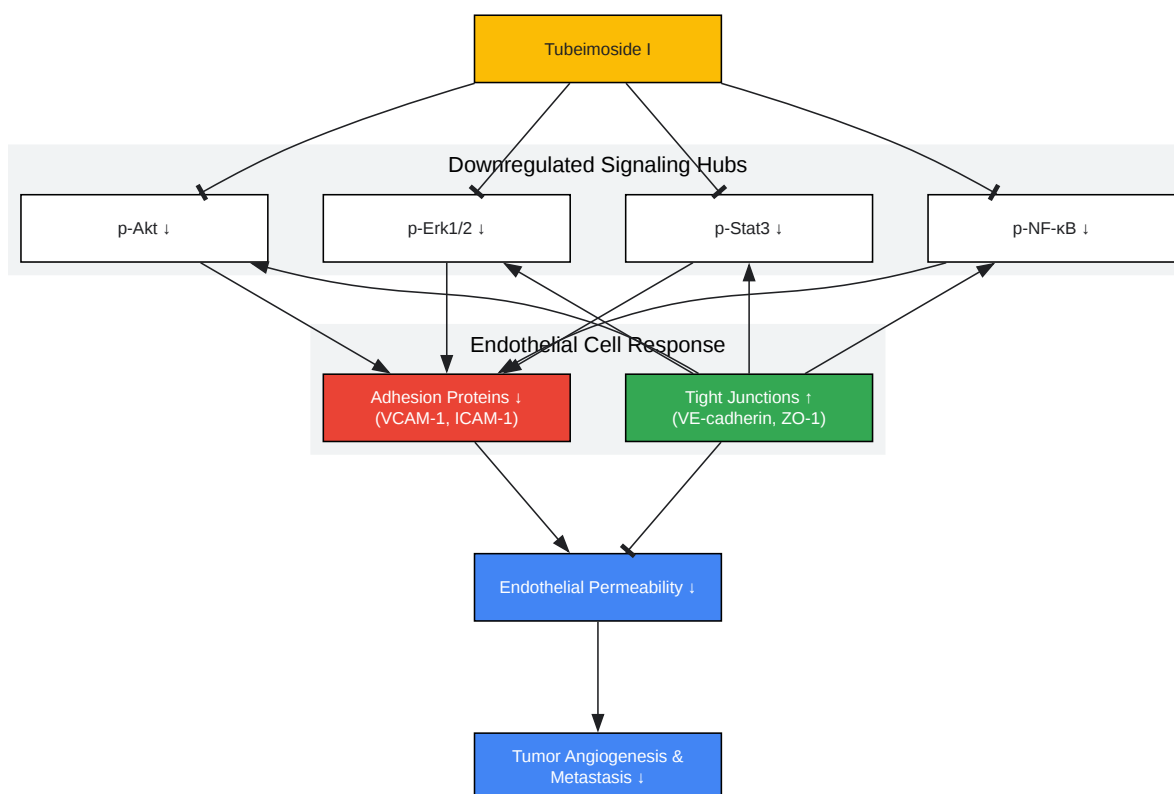 Tubeimoside I
Downregulated Signaling Hubs
p-Akt ↓
p-Erk1/2 ↓
p-Stat3 ↓
p-NF-κB ↓
Endothelial Cell Response
Adhesion Proteins ↓
(VCAM-1, ICAM-1)
Tight Junctions ↑
(VE-cadherin, ZO-1)
Endothelial Permeability ↓
Tumor Angiogenesis &
Metastasis ↓